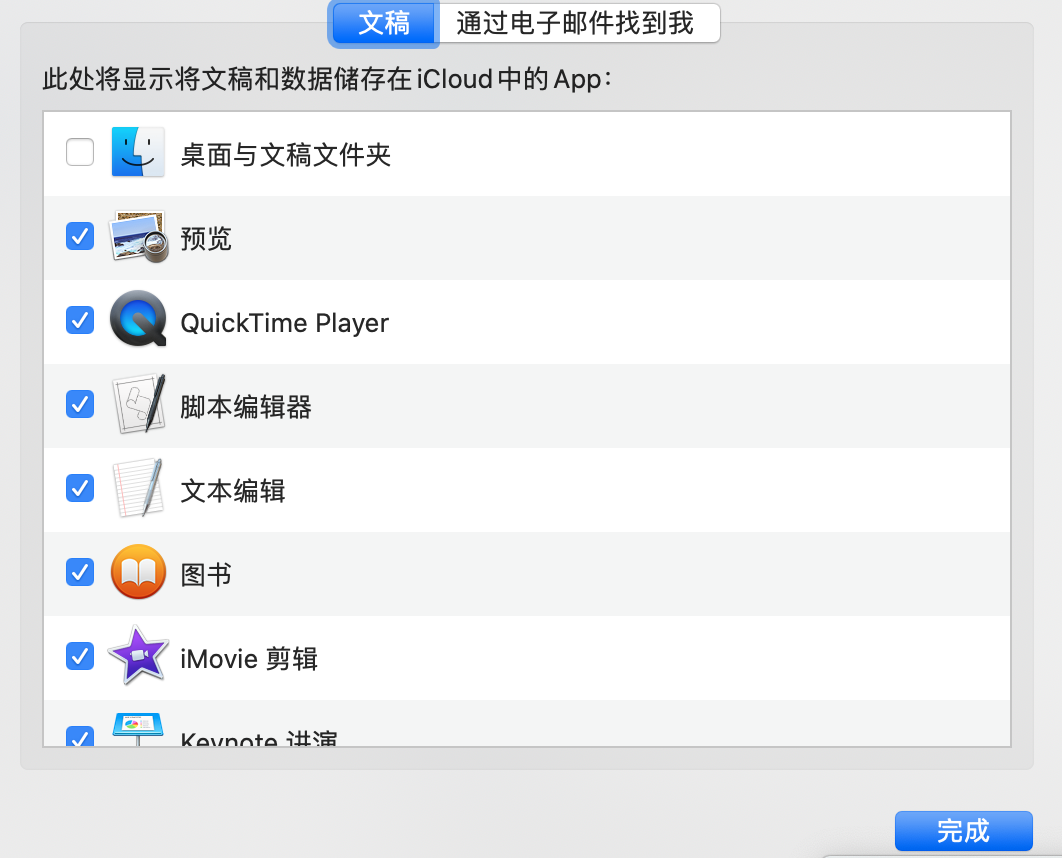 文稿
通过电子邮件找到我
此处将显示将文稿和数据储存在 iCloud 中的 App：
桌面与文稿文件夹
预览
QuickTime Player
脚本编辑器
文本编辑
图书
iMovie 剪辑
Keynote 讲演
完成